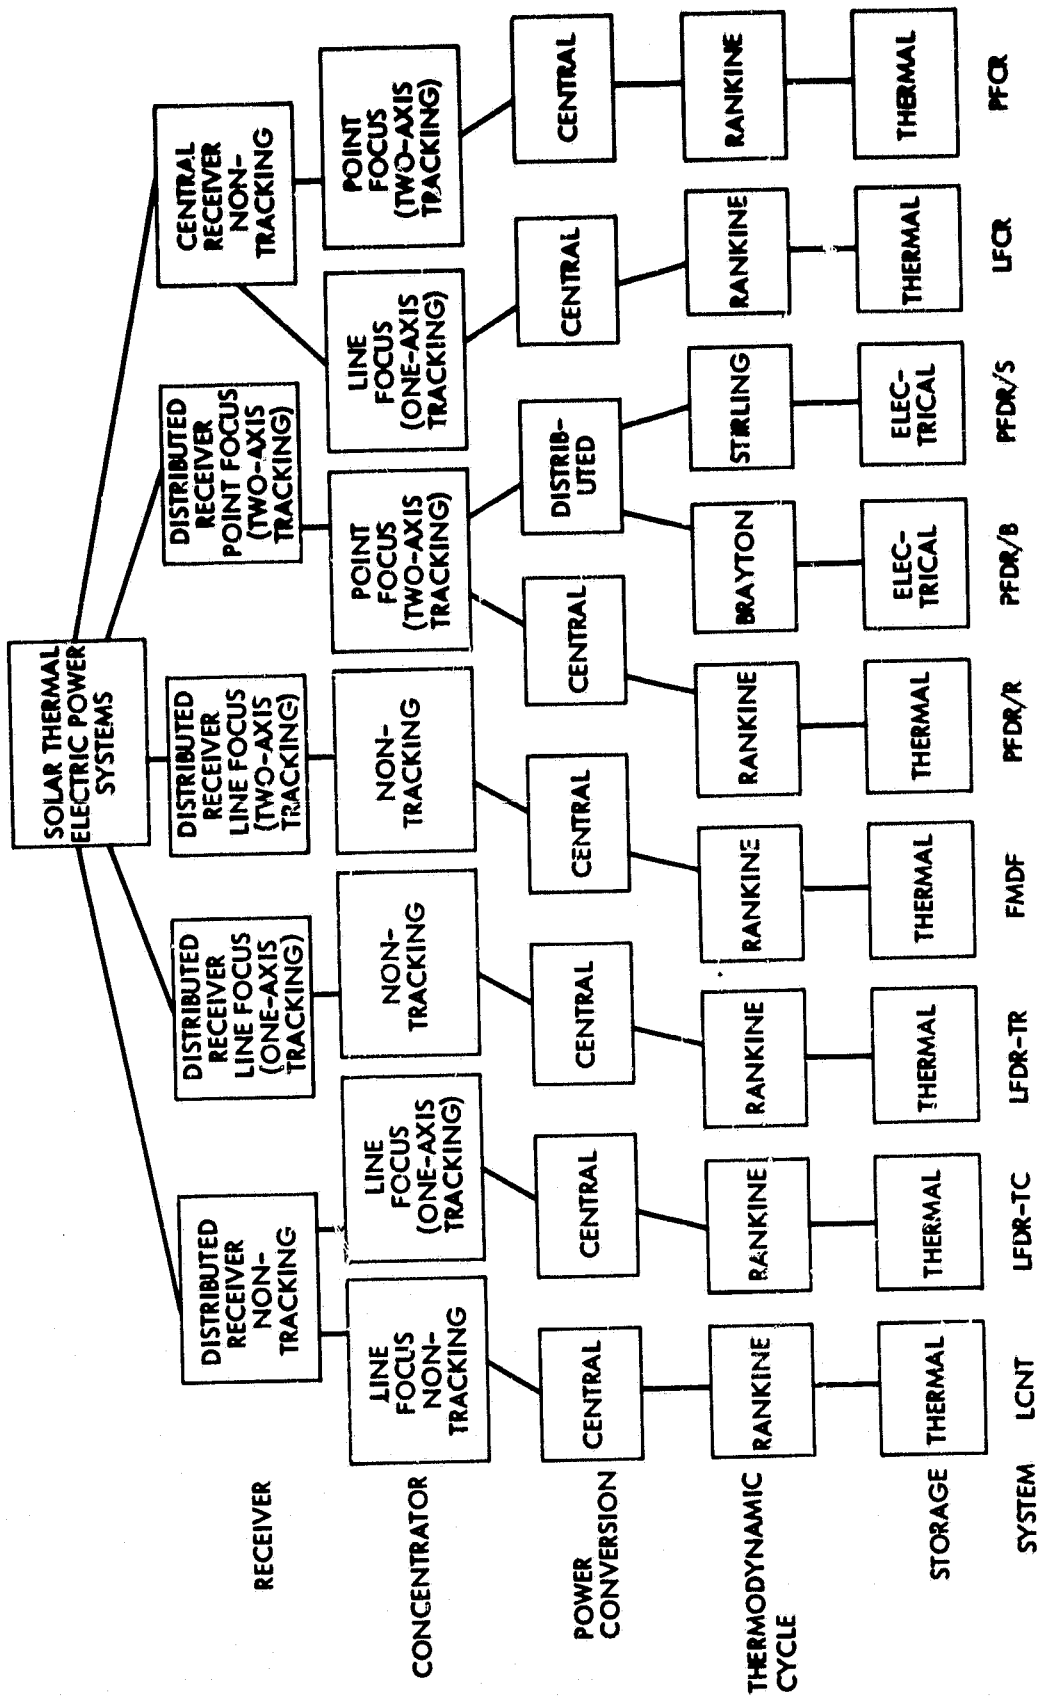 SOLAR THERMAL
ELECTRIC POWER
SYSTEMS
RECEIVER
DISTRIBUTED
RECEIVER
NON-
TRACKING
DISTRIBUTED
RECEIVER
LINE FOCUS
(ONE-AXIS
TRACKING)
DISTRIBUTED
RECEIVER
LINE FOCUS
(TWO-AXIS
TRACKING)
DISTRIBUTED
RECEIVER
POINT FOCUS
(TWO-AXIS
TRACKING)
CENTRAL
RECEIVER
NON-
TRACKING
CONCENTRATOR
LINE
FOCUS
NON-
TRACKING
LINE
FOCUS
(ONE-AXIS
TRACKING)
NON-
TRACKING
NON-
TRACKING
POINT
FOCUS
(TWO-AXIS
TRACKING)
LINE
FOCUS
(ONE-AXIS
TRACKING)
POINT
FOCUS
(TWO-AXIS
TRACKING)
POWER
CONVERSION
CENTRAL
CENTRAL
CENTRAL
CENTRAL
CENTRAL
DISTRIB-
UTED
CENTRAL
CENTRAL
THERMODYNAMIC
CYCLE
RANKINE
RANKINE
RANKINE
RANKINE
RANKINE
BRAYTON
STIRLING
RANKINE
RANKINE
STORAGE
THERMAL
THERMAL
THERMAL
THERMAL
THERMAL
ELEC-
TRICAL
ELEC-
TRICAL
THERMAL
THERMAL
SYSTEM
LCNT
LFDR-TC
LFDR-TR
FMDF
PFDR/R
PFDR/B
PFDR/S
LFCR
PFCR